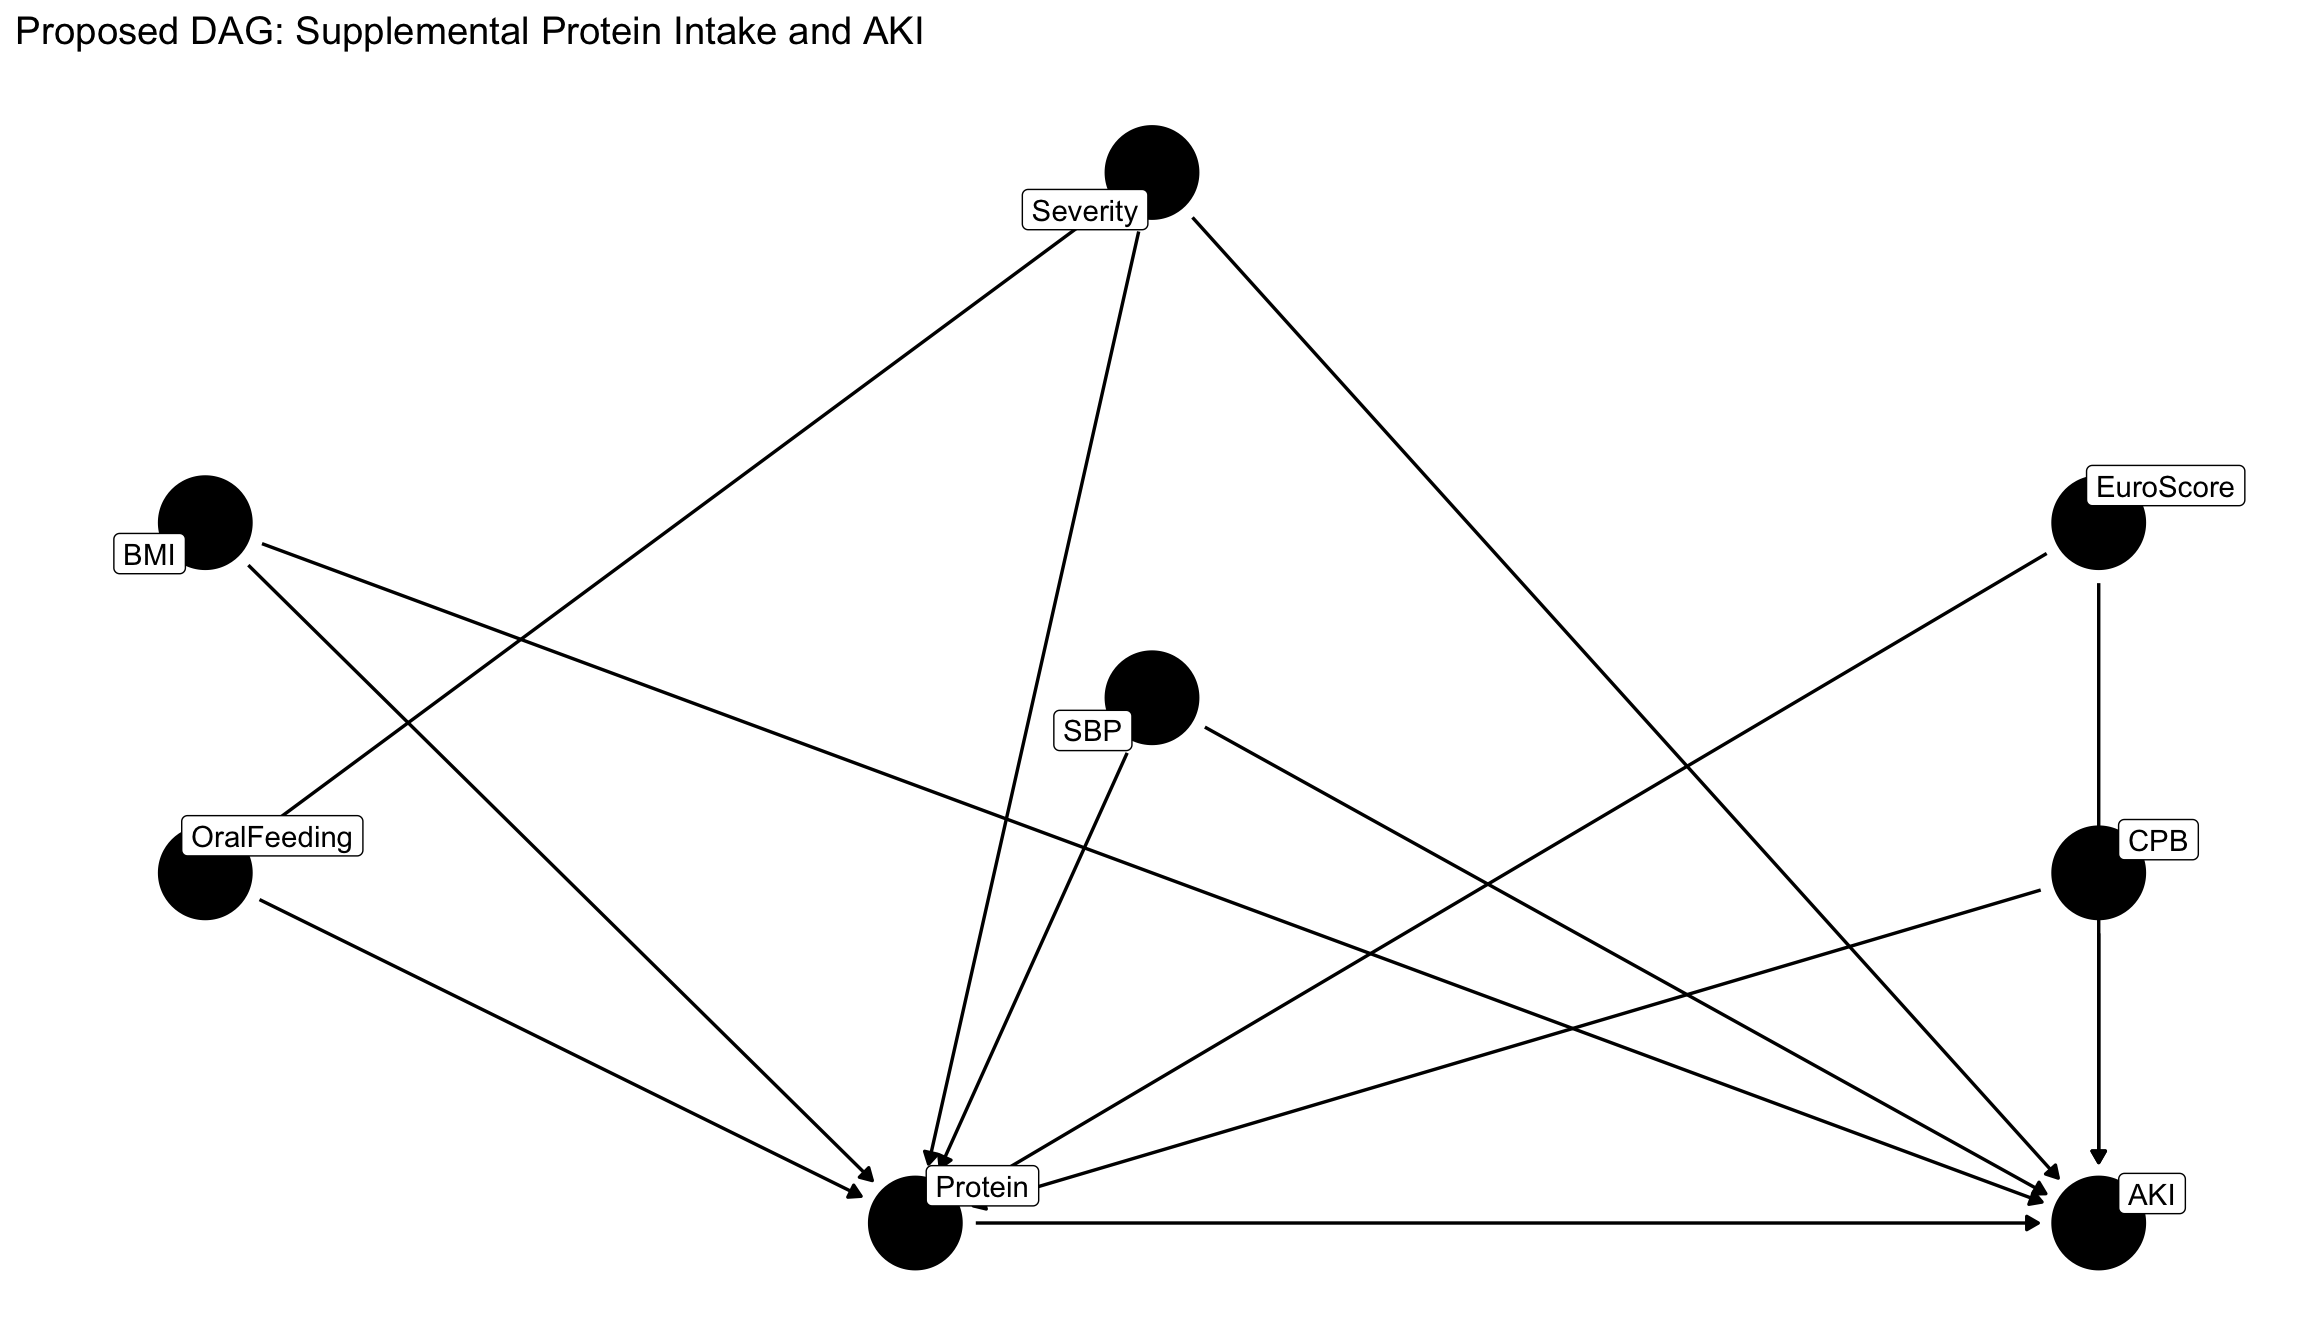 Proposed DAG: Supplemental Protein Intake and AKI
Severity
EuroScore
BMI
SBP
OralFeeding
CPB
Protein
AKI